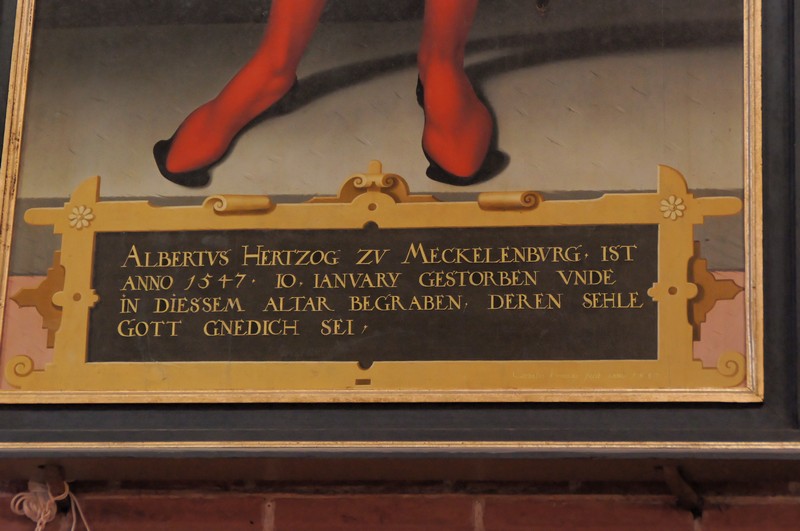 ALBERTVS HERTZOG ZV MECKELENBVRG, IST
ANNO 1547. 10. IANVARY GESTORBEN VNDE
IN DIESSEM ALTAR BEGRABEN, DEREN SEHLE
GOTT GNEDICH SEI,